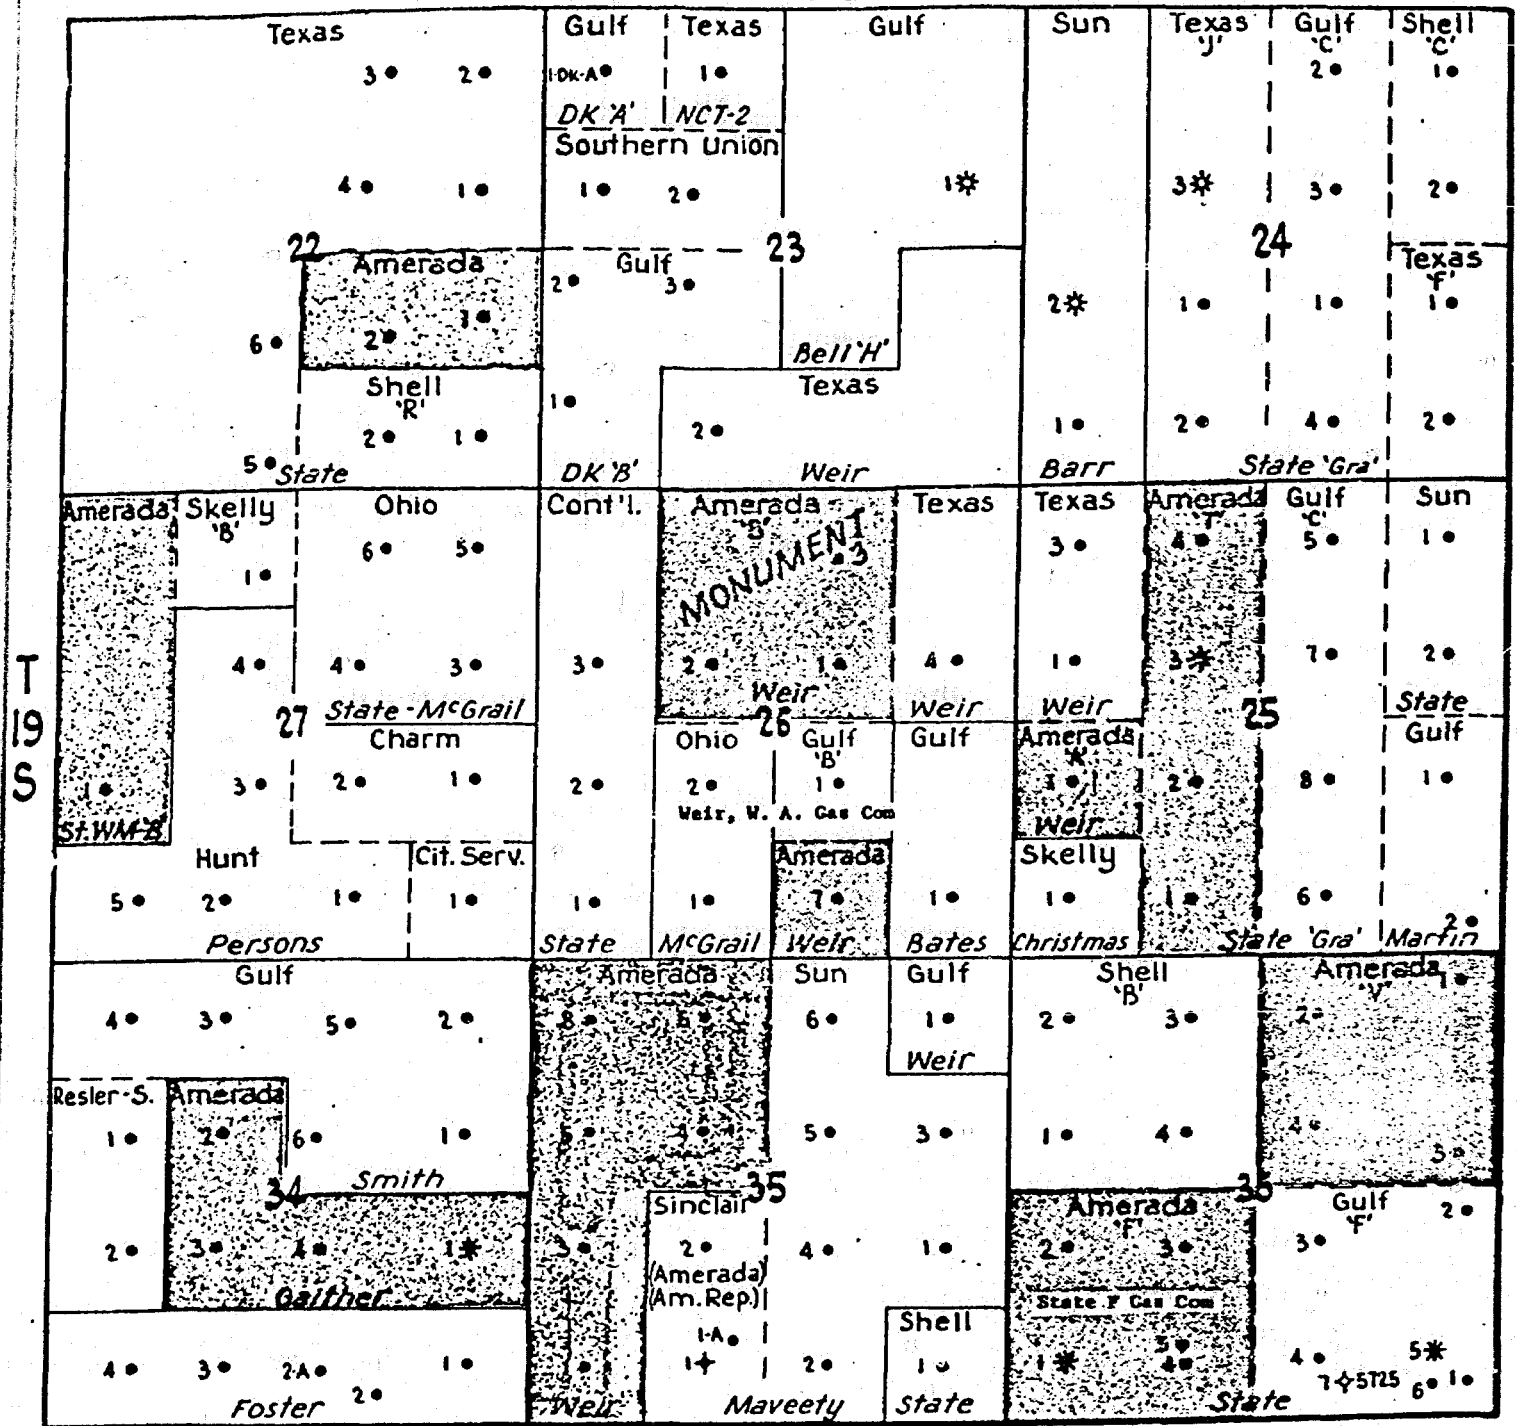 Texas Gulf Texas Gulf Sun Texas Gulf Shell
'J' 'C' 'C'
3 2 1-DK-A 1 2 1
DK 'A' NCT-2
Southern Union
4 1 1 2 1 3 3 2
22 23 24
Amerada Gulf Texas
'F'
2 3
2 1 1 1 1
6 2
Bell 'H'
Shell Texas
'R'
1
2 1 2 1 2 4 2
5 State DK 'B' Weir Barr State 'Gra'
Amerada Skelly Ohio Cont'l. Amerada Texas Texas Amerada Gulf Sun
'B' 'C'
6 5 3 3 4 5 1
1
MONUMENT
4 4 3 3 2 1 4 1 3 7 2
Weir
State-McGrail Weir Weir State
T
19
S
27 26 25
Charm Ohio Gulf Gulf Amerada Gulf
'B' 'A'
1 3 2 1 2 2 1 1 2 8 1
Weir, W. A. Gas Com
St. WM-'B' Weir
Hunt Cit. Serv. Amerada Skelly
5 2 1 1 1 1 7 1 1 1 6 2
Persons State McGrail Weir Bates Christmas State 'Gra' Martin
Gulf Amerada Sun Gulf Shell Amerada
'B' 'V' 1
4 3 5 2 6 1 2 3 2
Weir
Resler-S. Amerada
1 2 6 1 5 3 1 4 4 3
Smith
34 35 36
Sinclair Amerada Gulf
'F' 'F' 2
2 3 4 1 3 2 4 1 2 3 3
(Amerada)
(Am. Rep.)
Gaither State F Gas Com
Shell
1-A
4 3 2-A 1 1 2 1 1 5 4 4 5
2 7 5725 6 1
Foster Weir Maveety State State